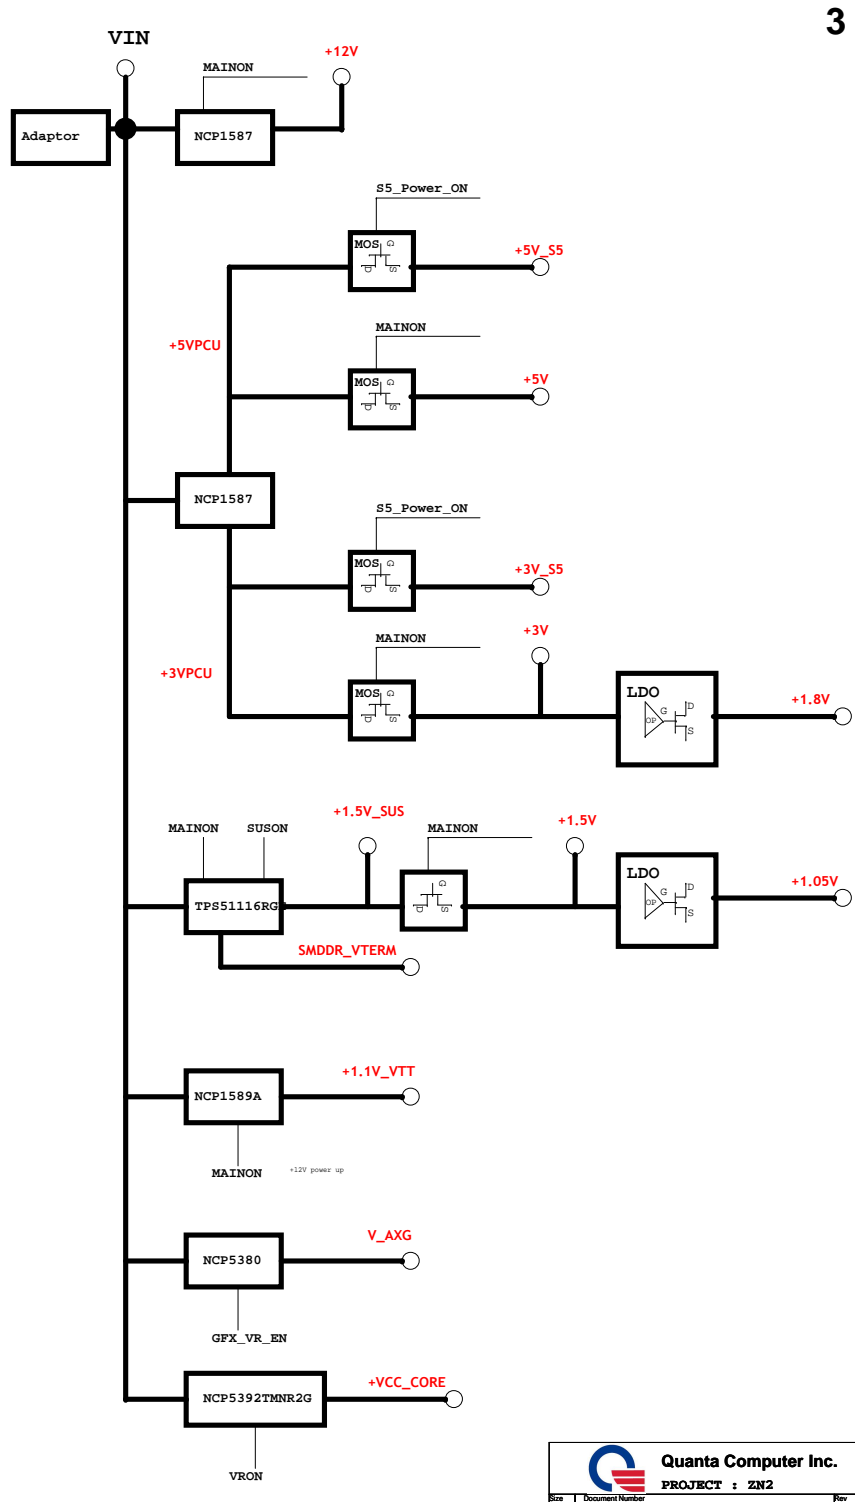 3
VIN
+12V
MAINON
Adaptor
NCP1587
S5_Power_ON
MOS G
D S
+5V_S5
MAINON
+5VPCU
MOS G
D S
+5V
NCP1587
S5_Power_ON
MOS G
D S
+3V_S5
+3V
MAINON
+3VPCU
MOS G
D S
LDO
OP G D
S
+1.8V
+1.5V_SUS
+1.5V
MAINON SUSON
MAINON
TPS51116RG
G
D S
LDO
OP G D
S
+1.05V
SMDDR_VTERM
+1.1V_VTT
NCP1589A
MAINON
+12V power up
V_AXG
NCP5380
GFX_VR_EN
+VCC_CORE
NCP5392TMNR2G
VRON
Quanta Computer Inc.
PROJECT : ZN2
Size Document Number Rev